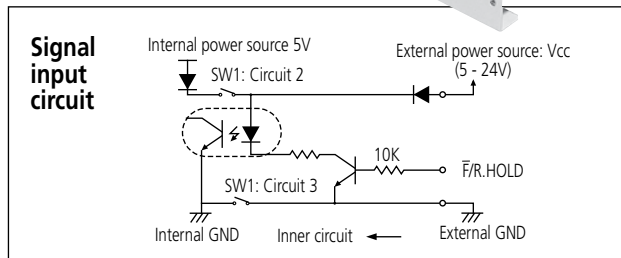 Signal
input
circuit
Internal power source 5V
External power source: Vcc
(5 - 24V)
SW1: Circuit 2
10K
F̅/R.HOLD
SW1: Circuit 3
Internal GND
Inner circuit
External GND